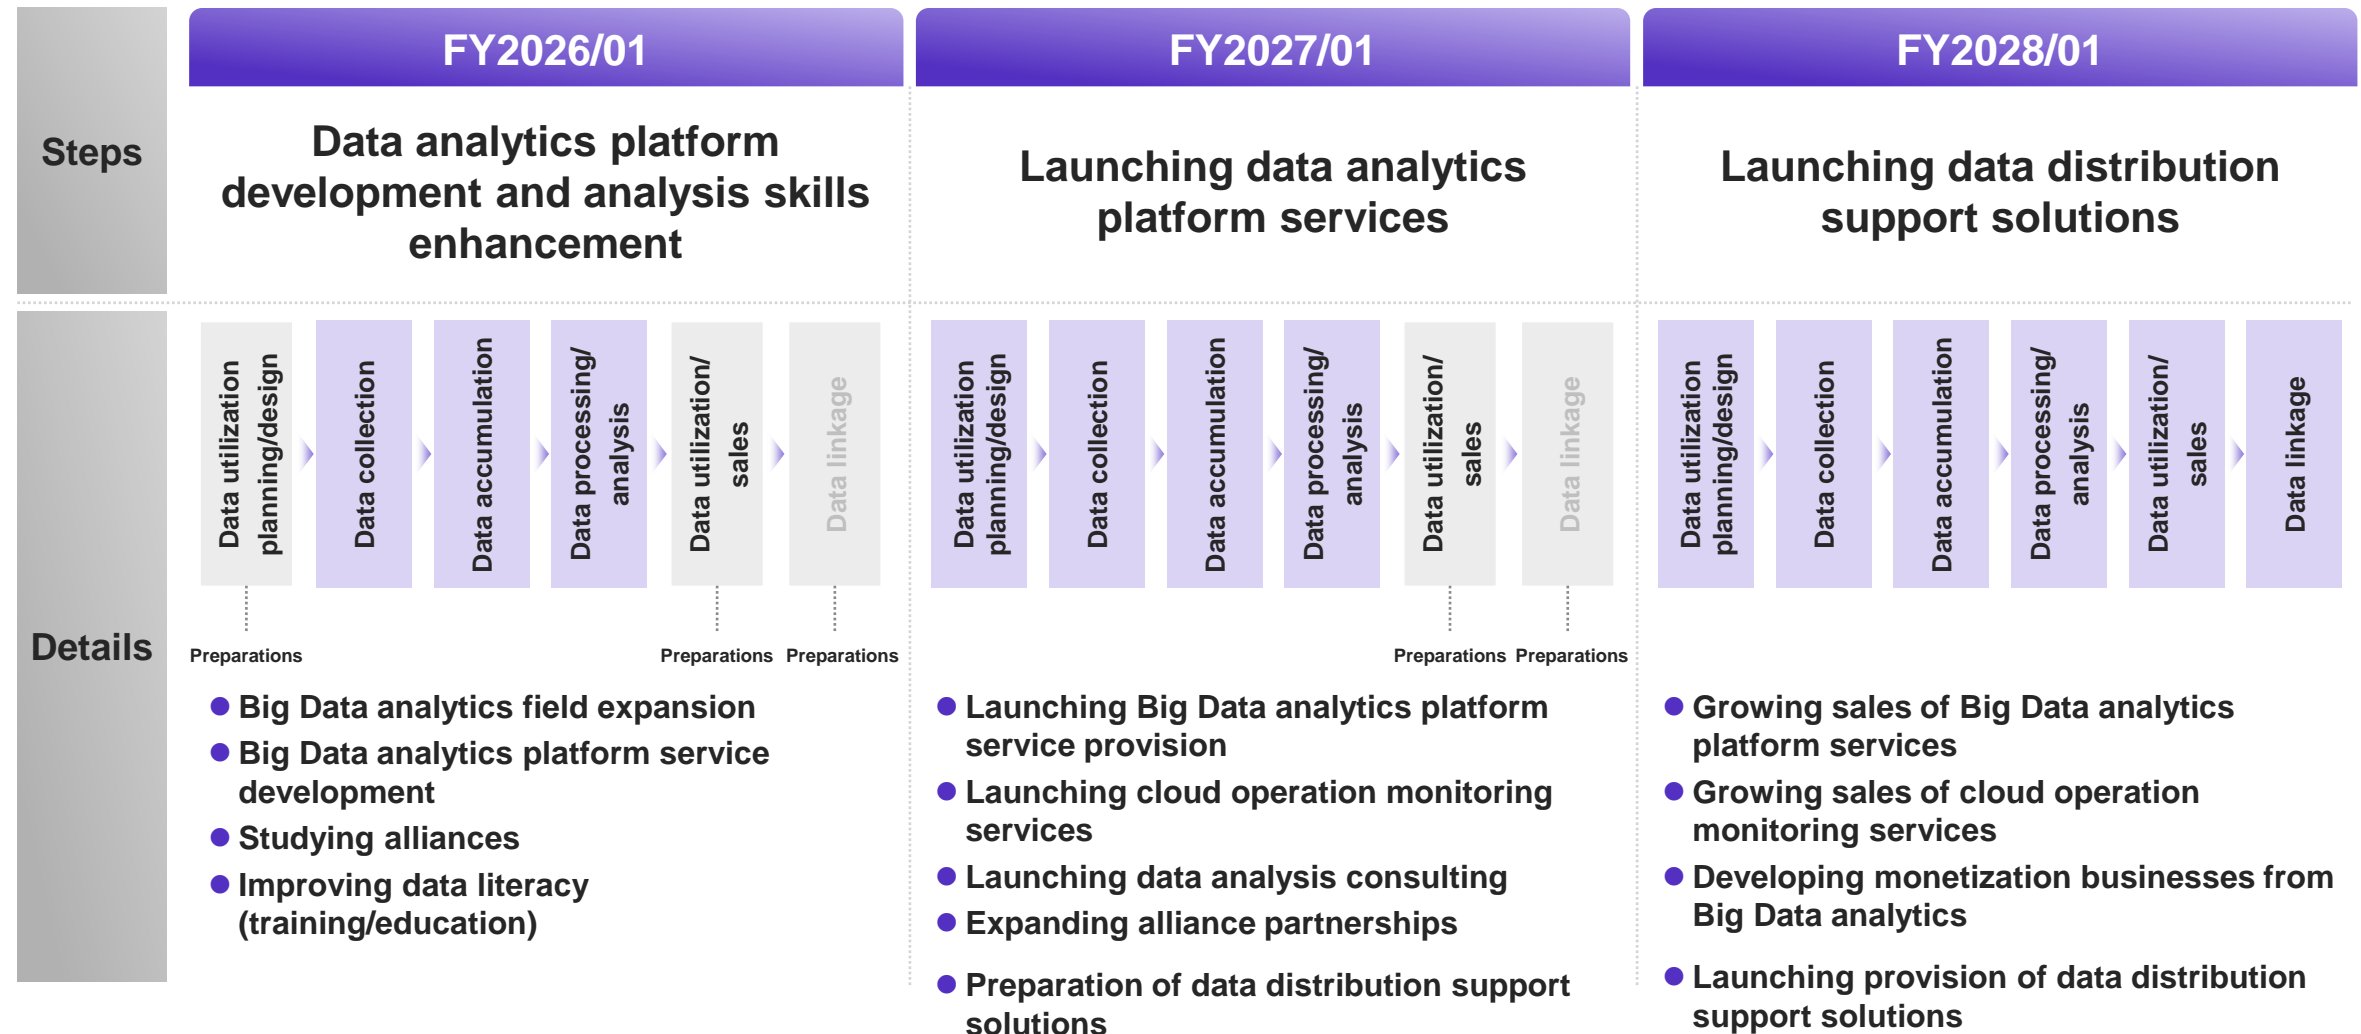 FY2026/01
FY2027/01
FY2028/01
Steps
Data analytics platform
development and analysis skills
enhancement
Launching data analytics
platform services
Launching data distribution
support solutions
Details
Data utilization
planning/design
Data collection
Data accumulation
Data processing/
analysis
Data utilization/
sales
Data linkage
Preparations
Preparations
Preparations
Big Data analytics field expansion
Big Data analytics platform service
development
Studying alliances
Improving data literacy
(training/education)
Data utilization
planning/design
Data collection
Data accumulation
Data processing/
analysis
Data utilization/
sales
Data linkage
Preparations
Preparations
Launching Big Data analytics platform
service provision
Launching cloud operation monitoring
services
Launching data analysis consulting
Expanding alliance partnerships
Preparation of data distribution support
solutions
Data utilization
planning/design
Data collection
Data accumulation
Data processing/
analysis
Data utilization/
sales
Data linkage
Growing sales of Big Data analytics
platform services
Growing sales of cloud operation
monitoring services
Developing monetization businesses from
Big Data analytics
Launching provision of data distribution
support solutions